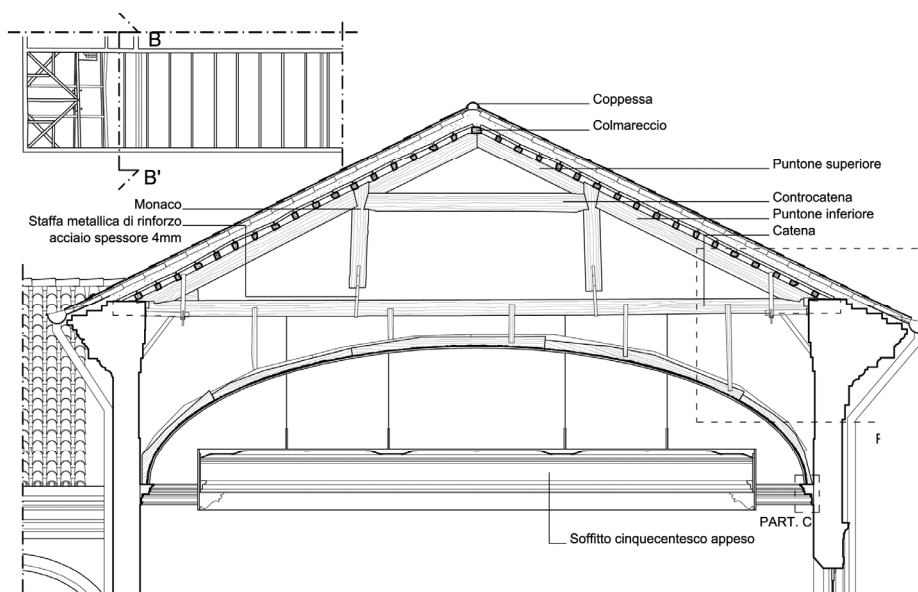 B
B'
Coppessa
Colmareccio
Puntone superiore
Monaco
Controcatena
Staffa metallica di rinforzo
acciaio spessore 4mm
Puntone inferiore
Catena
PART. C
Soffitto cinquecentesco appeso